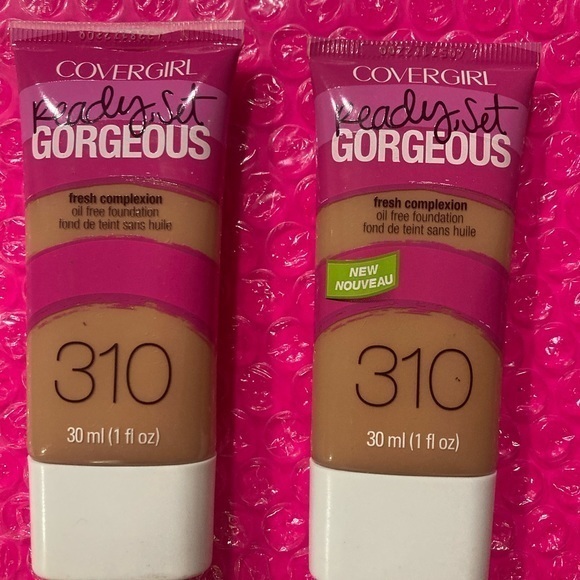 COVERGIRL
Ready, Set
GORGEOUS
fresh complexion
oil free foundation
fond de teint sans huile
310
30 ml (1 fl oz)
COVERGIRL
Ready, Set
GORGEOUS
fresh complexion
oil free foundation
fond de teint sans huile
NEW
NOUVEAU
310
30 ml (1 fl oz)